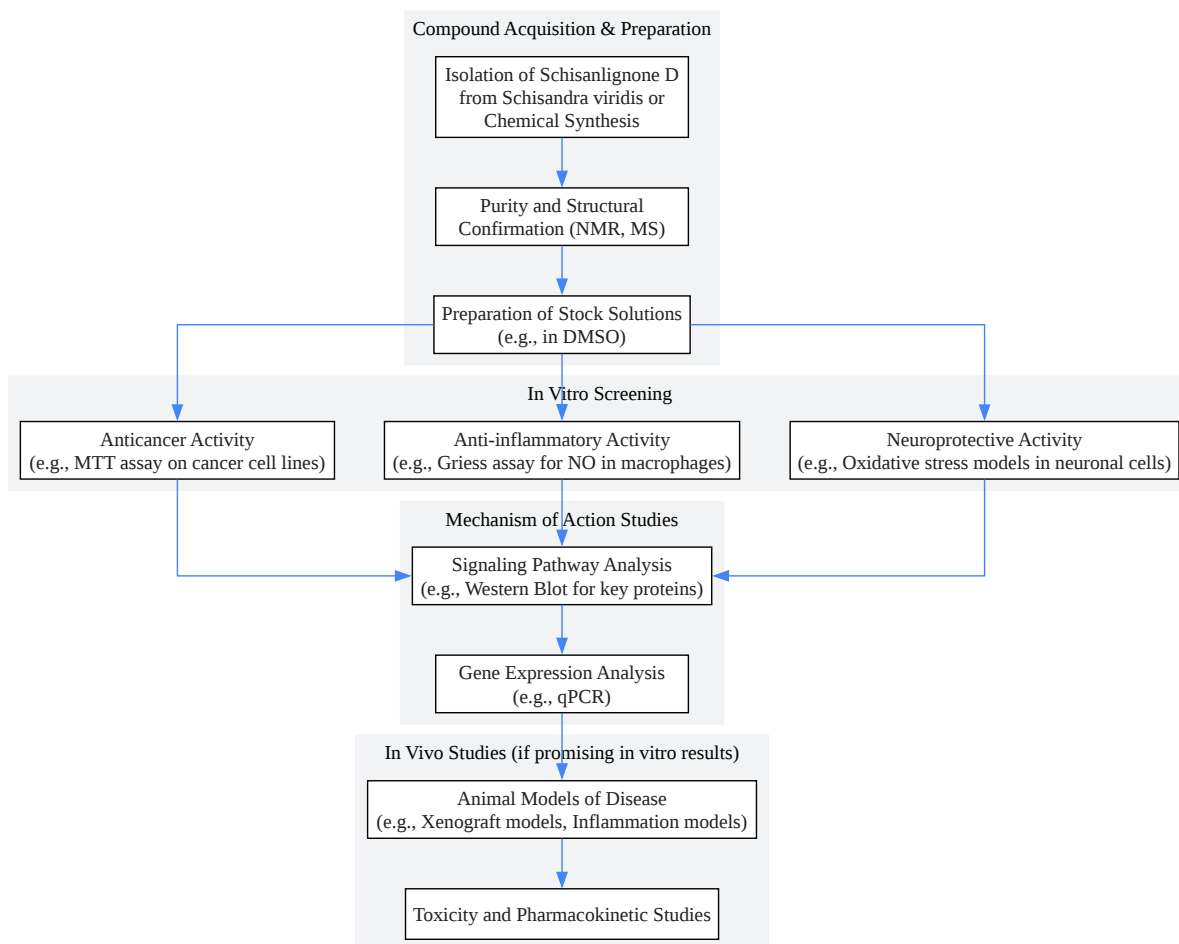 Compound Acquisition & Preparation
Isolation of Schisanlignone D
from Schisandra viridis or
Chemical Synthesis
Purity and Structural
Confirmation (NMR, MS)
Preparation of Stock Solutions
(e.g., in DMSO)
In Vitro Screening
Anticancer Activity
(e.g., MTT assay on cancer cell lines)
Anti-inflammatory Activity
(e.g., Griess assay for NO in macrophages)
Neuroprotective Activity
(e.g., Oxidative stress models in neuronal cells)
Mechanism of Action Studies
Signaling Pathway Analysis
(e.g., Western Blot for key proteins)
Gene Expression Analysis
(e.g., qPCR)
In Vivo Studies (if promising in vitro results)
Animal Models of Disease
(e.g., Xenograft models, Inflammation models)
Toxicity and Pharmacokinetic Studies